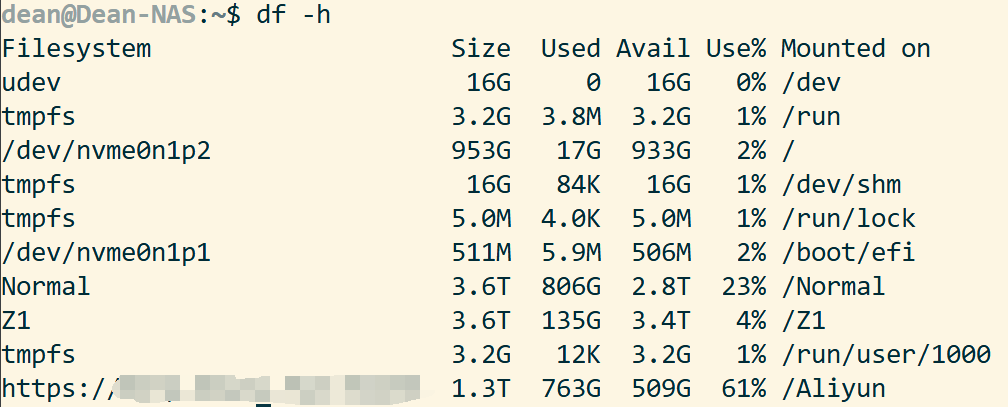 dean@Dean-NAS:~$ df -h
Filesystem Size Used Avail Use% Mounted on
udev 16G 0 16G 0% /dev
tmpfs 3.2G 3.8M 3.2G 1% /run
/dev/nvme0n1p2 953G 17G 933G 2% /
tmpfs 16G 84K 16G 1% /dev/shm
tmpfs 5.0M 4.0K 5.0M 1% /run/lock
/dev/nvme0n1p1 511M 5.9M 506M 2% /boot/efi
Normal 3.6T 806G 2.8T 23% /Normal
Z1 3.6T 135G 3.4T 4% /Z1
tmpfs 3.2G 12K 3.2G 1% /run/user/1000
https:// 1.3T 763G 509G 61% /Aliyun